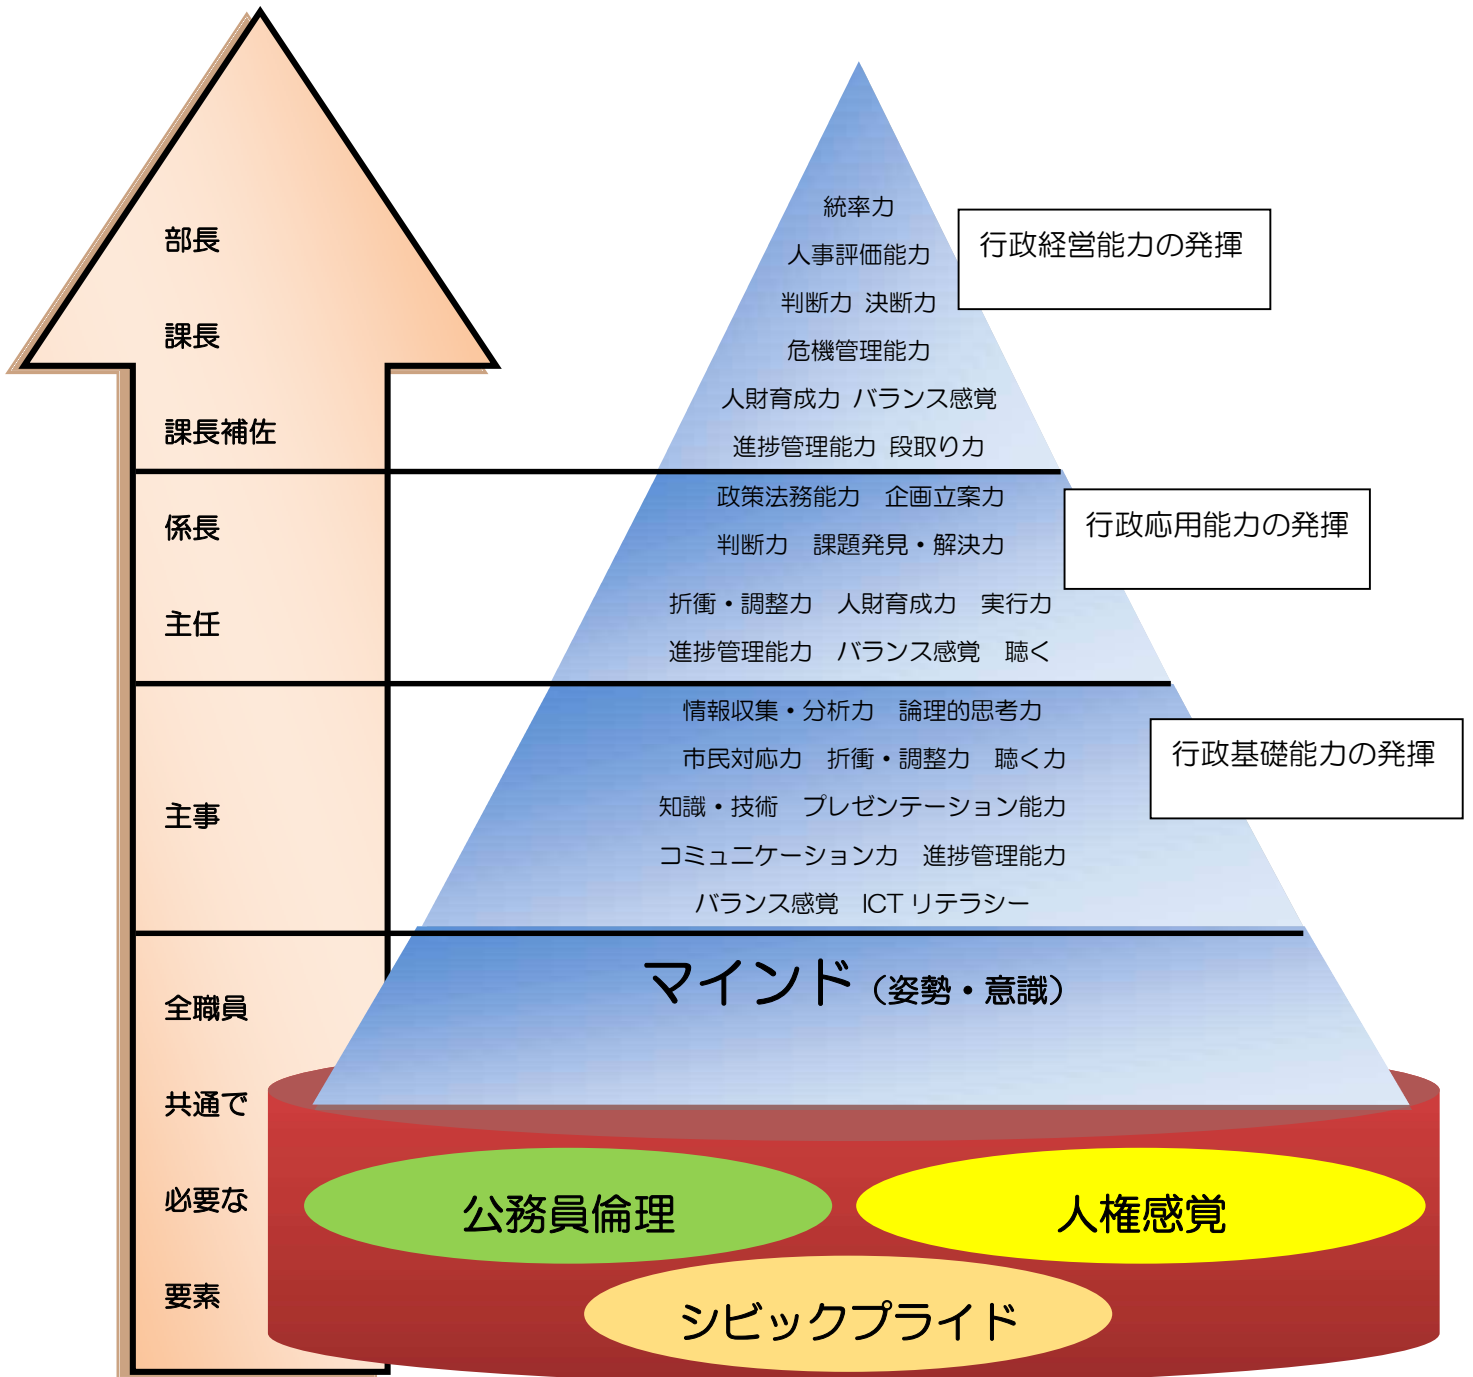 部長
課長
課長補佐
係長
主任
主事
全職員
共通で
必要な
要素
統率力
人事評価能力
判断力 決断力
危機管理能力
人財育成力 バランス感覚
進捗管理能力 段取り力
行政経営能力の発揮
政策法務能力　企画立案力
判断力　課題発見・解決力
折衝・調整力　人財育成力　実行力
進捗管理能力　バランス感覚　聴く
行政応用能力の発揮
情報収集・分析力　論理的思考力
市民対応力　折衝・調整力　聴く力
知識・技術　プレゼンテーション能力
コミュニケーション力　進捗管理能力
バランス感覚　ICT リテラシー
行政基礎能力の発揮
マインド（姿勢・意識）
公務員倫理
人権感覚
シビックプライド